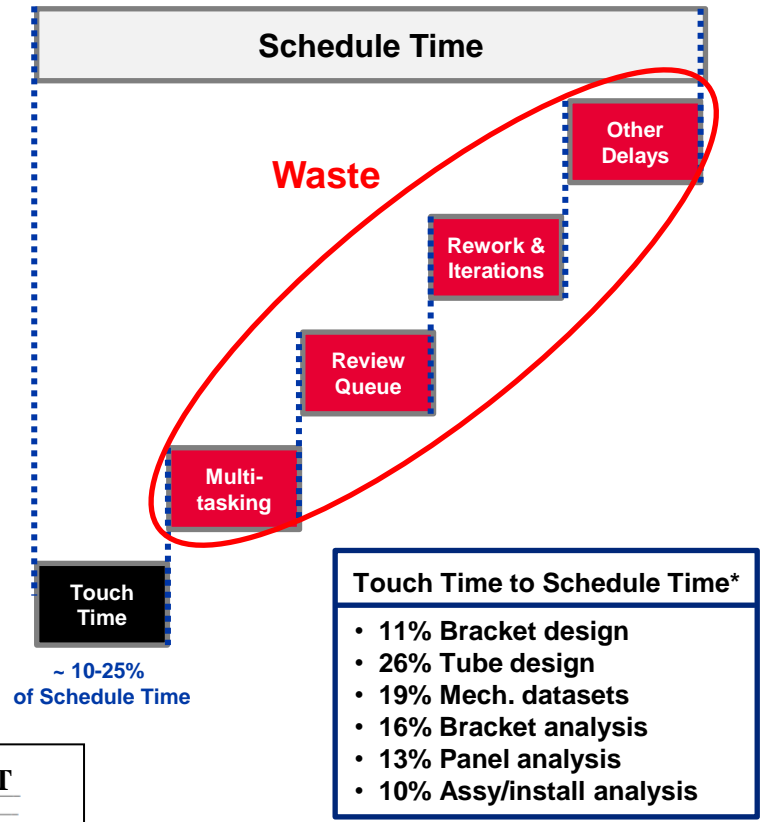 Schedule Time
Other
Delays
Waste
Rework &
Iterations
Review
Queue
Multi-
tasking
Touch
Time
~ 10-25%
of Schedule Time
Touch Time to Schedule Time*
• 11% Bracket design
• 26% Tube design
• 19% Mech. datasets
• 16% Bracket analysis
• 13% Panel analysis
• 10% Assy/install analysis
T